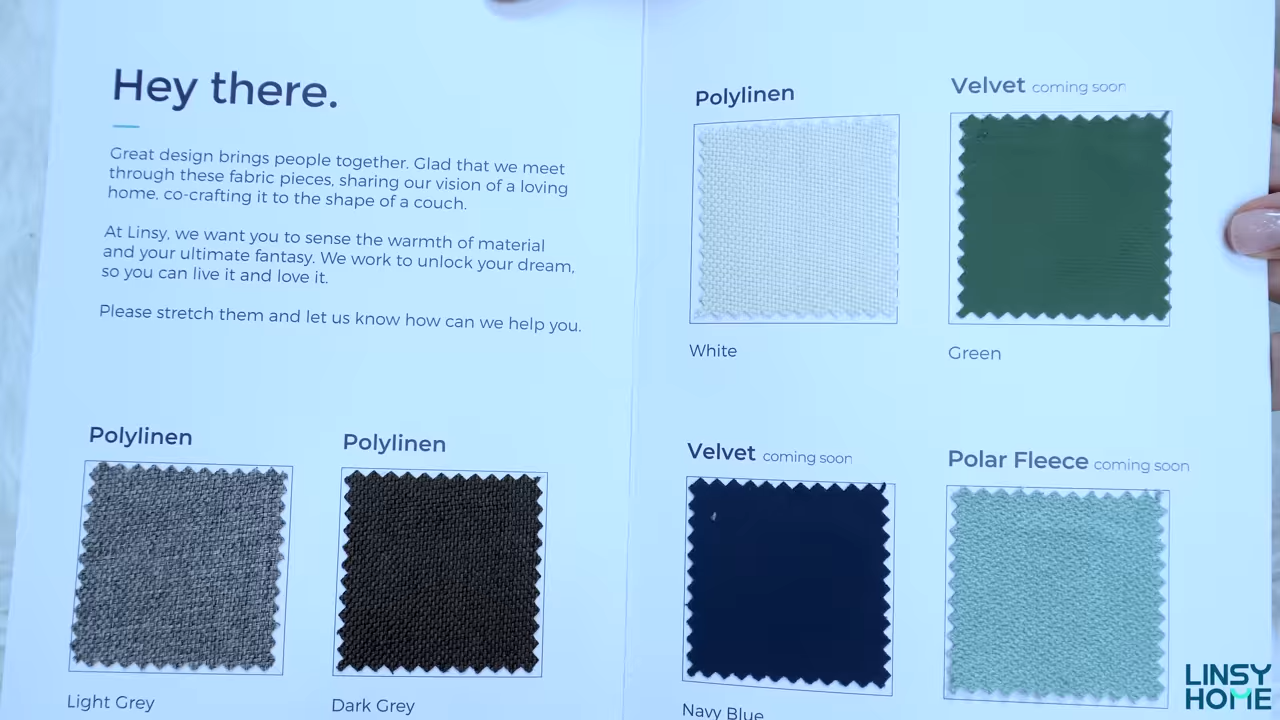 Hey there.
Great design brings people together. Glad that we meet
through these fabric pieces, sharing our vision of a loving
home, co-crafting it to the shape of a couch.
At Linsy, we want you to sense the warmth of material
and your ultimate fantasy. We work to unlock your dream,
so you can live it and love it.
Please stretch them and let us know how can we help you.
Polylinen
Light Grey
Polylinen
Dark Grey
Polylinen
White
Velvet coming soon
Green
Velvet coming soon
Navy Blue
Polar Fleece coming soon
LINSY
HOME